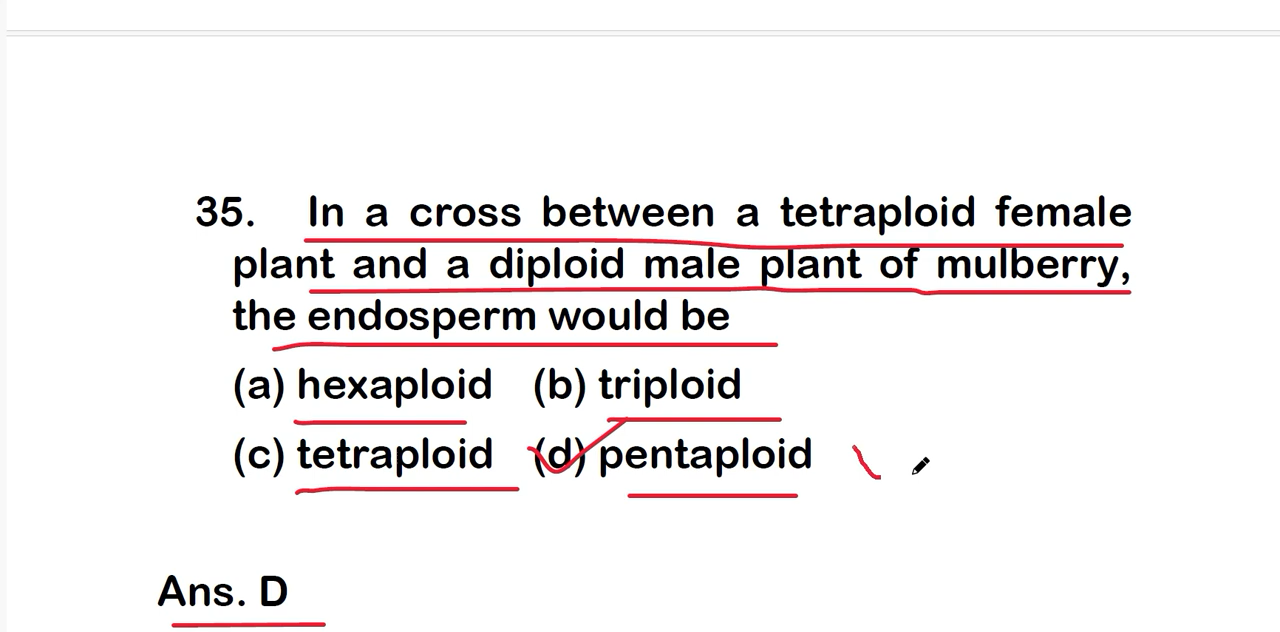 35. In a cross between a tetraploid female
plant and a diploid male plant of mulberry,
the endosperm would be
(a) hexaploid (b) triploid
(c) tetraploid (d) pentaploid
Ans. D